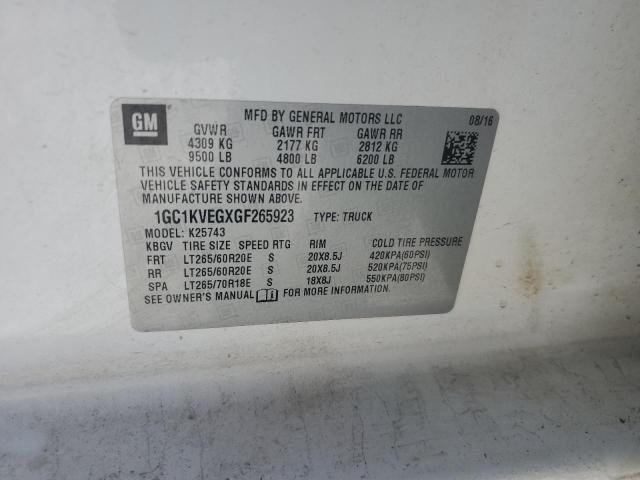 GM
MFD BY GENERAL MOTORS LLC 08/16
GVWR GAWR FRT GAWR RR
4309 KG 2177 KG 2812 KG
9500 LB 4800 LB 6200 LB
THIS VEHICLE CONFORMS TO ALL APPLICABLE U.S. FEDERAL MOTOR
VEHICLE SAFETY STANDARDS IN EFFECT ON THE DATE OF
MANUFACTURE SHOWN ABOVE.
1GC1KVEGXGF265923 TYPE: TRUCK
MODEL: K25743
KBGV TIRE SIZE SPEED RTG RIM COLD TIRE PRESSURE
FRT LT265/60R20E S 20X8.5J 420KPA(60PSI)
RR LT265/60R20E S 20X8.5J 520KPA(75PSI)
SPA LT265/70R18E S 18X8J 550KPA(80PSI)
SEE OWNER'S MANUAL FOR MORE INFORMATION.